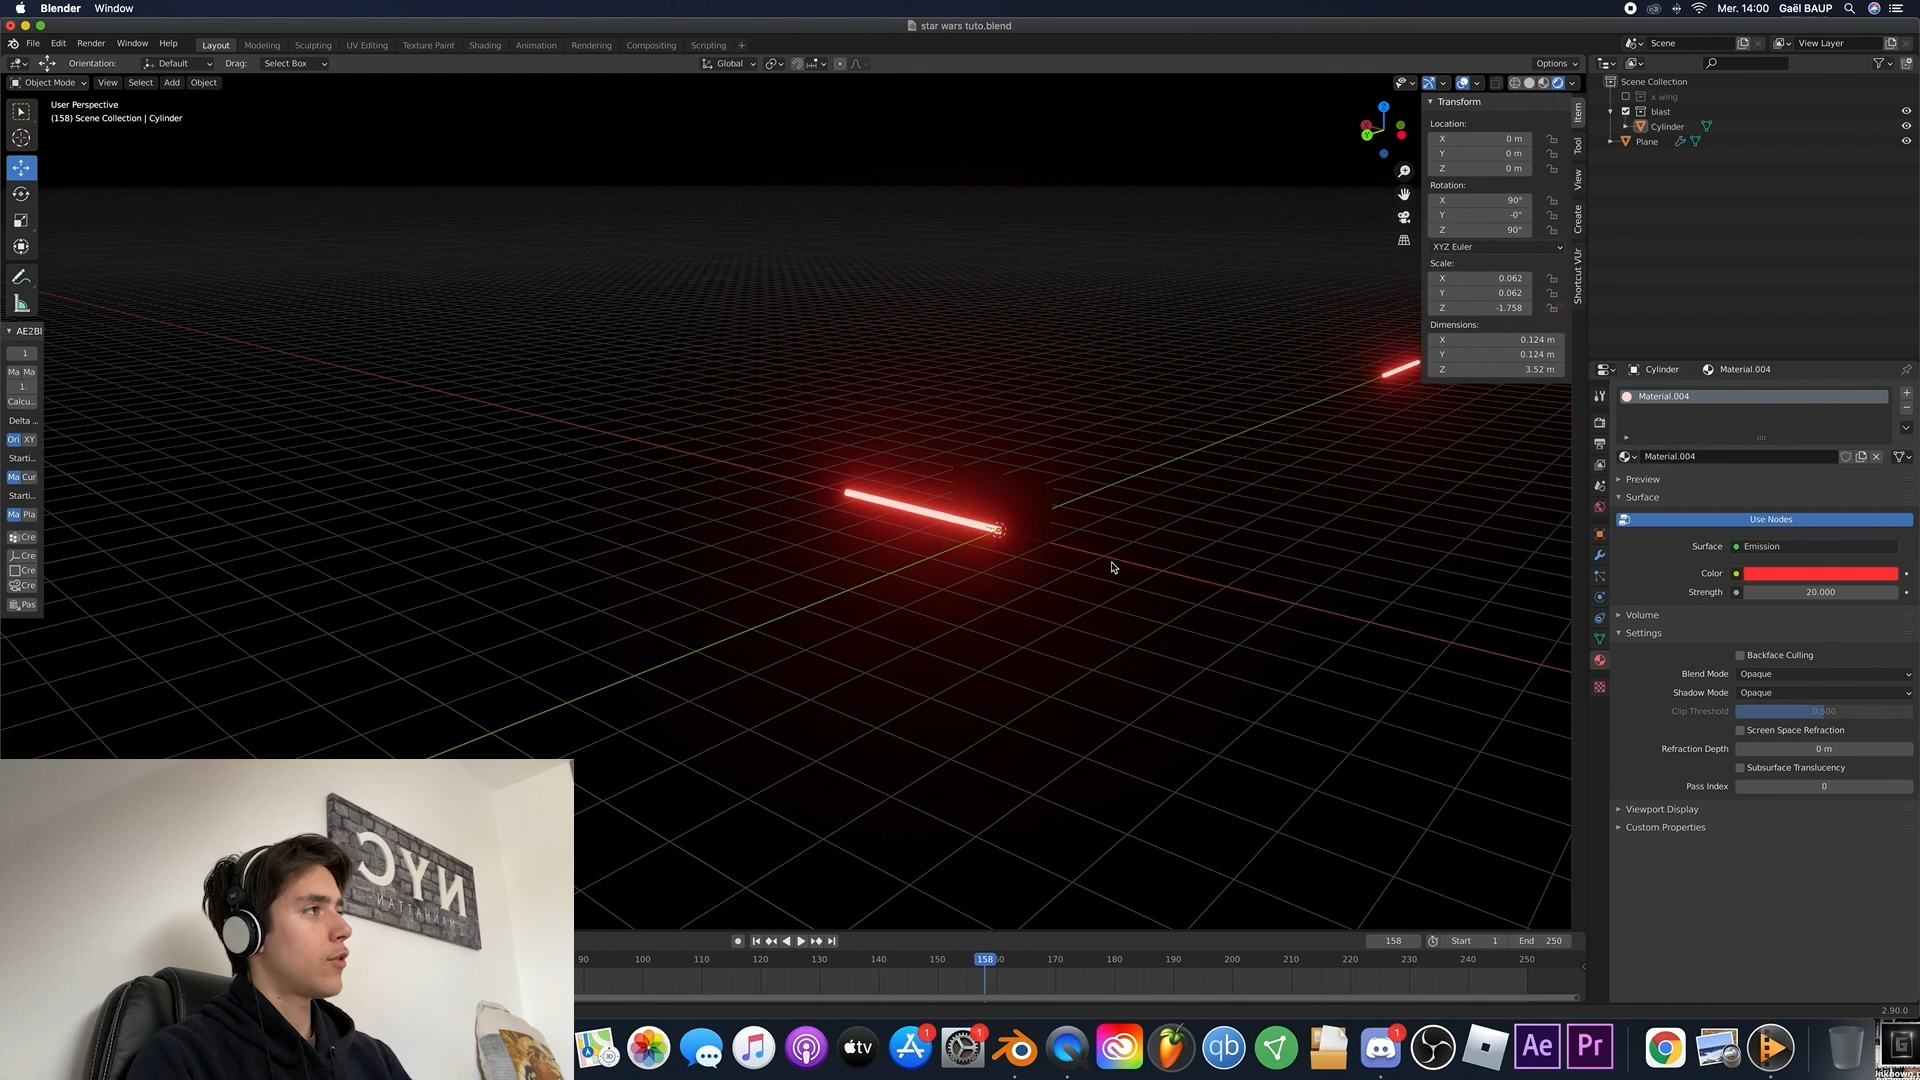 Blender Window
Mer. 14:00 Gaël BAUP
star wars tuto.blend
File Edit Render Window Help
Layout Modeling Sculpting UV Editing Texture Paint Shading Animation Rendering Compositing Scripting +
Scene
View Layer
Orientation: Default Drag: Select Box
Global
Options
Object Mode View Select Add Object
User Perspective
(158) Scene Collection | Cylinder
Transform
Location:
X 0 m
Y 0 m
Z 0 m
Rotation:
X 90°
Y -0°
Z 90°
XYZ Euler
Scale:
X 0.062
Y 0.062
Z -1.758
Dimensions:
X 0.124 m
Y 0.124 m
Z 3.52 m
Item
Tool
View
Create
Shortcut VUr
Scene Collection
x wing
blast
Cylinder
Plane
AE2Bl
1
Ma Ma
1.
Calcu...
Delta ...
Ori XY
Starti...
Ma Cur
Starti...
Ma Pla
Cre
Cre
Cre
Cre
Pas
Cylinder Material.004
Material.004
Material.004
Preview
Surface
Use Nodes
Surface Emission
Color
Strength 20.000
Volume
Settings
Backface Culling
Blend Mode Opaque
Shadow Mode Opaque
Clip Threshold 0.500
Screen Space Refraction
Refraction Depth 0 m
Subsurface Translucency
Pass Index 0
Viewport Display
Custom Properties
158 Start 1 End 250
90 100 110 120 130 140 150 158 170 180 190 200 210 220 230 240 250
2.90.0
NYC
MANHATTAN
3D
tv
1
1
qb
1
Ae
Pr